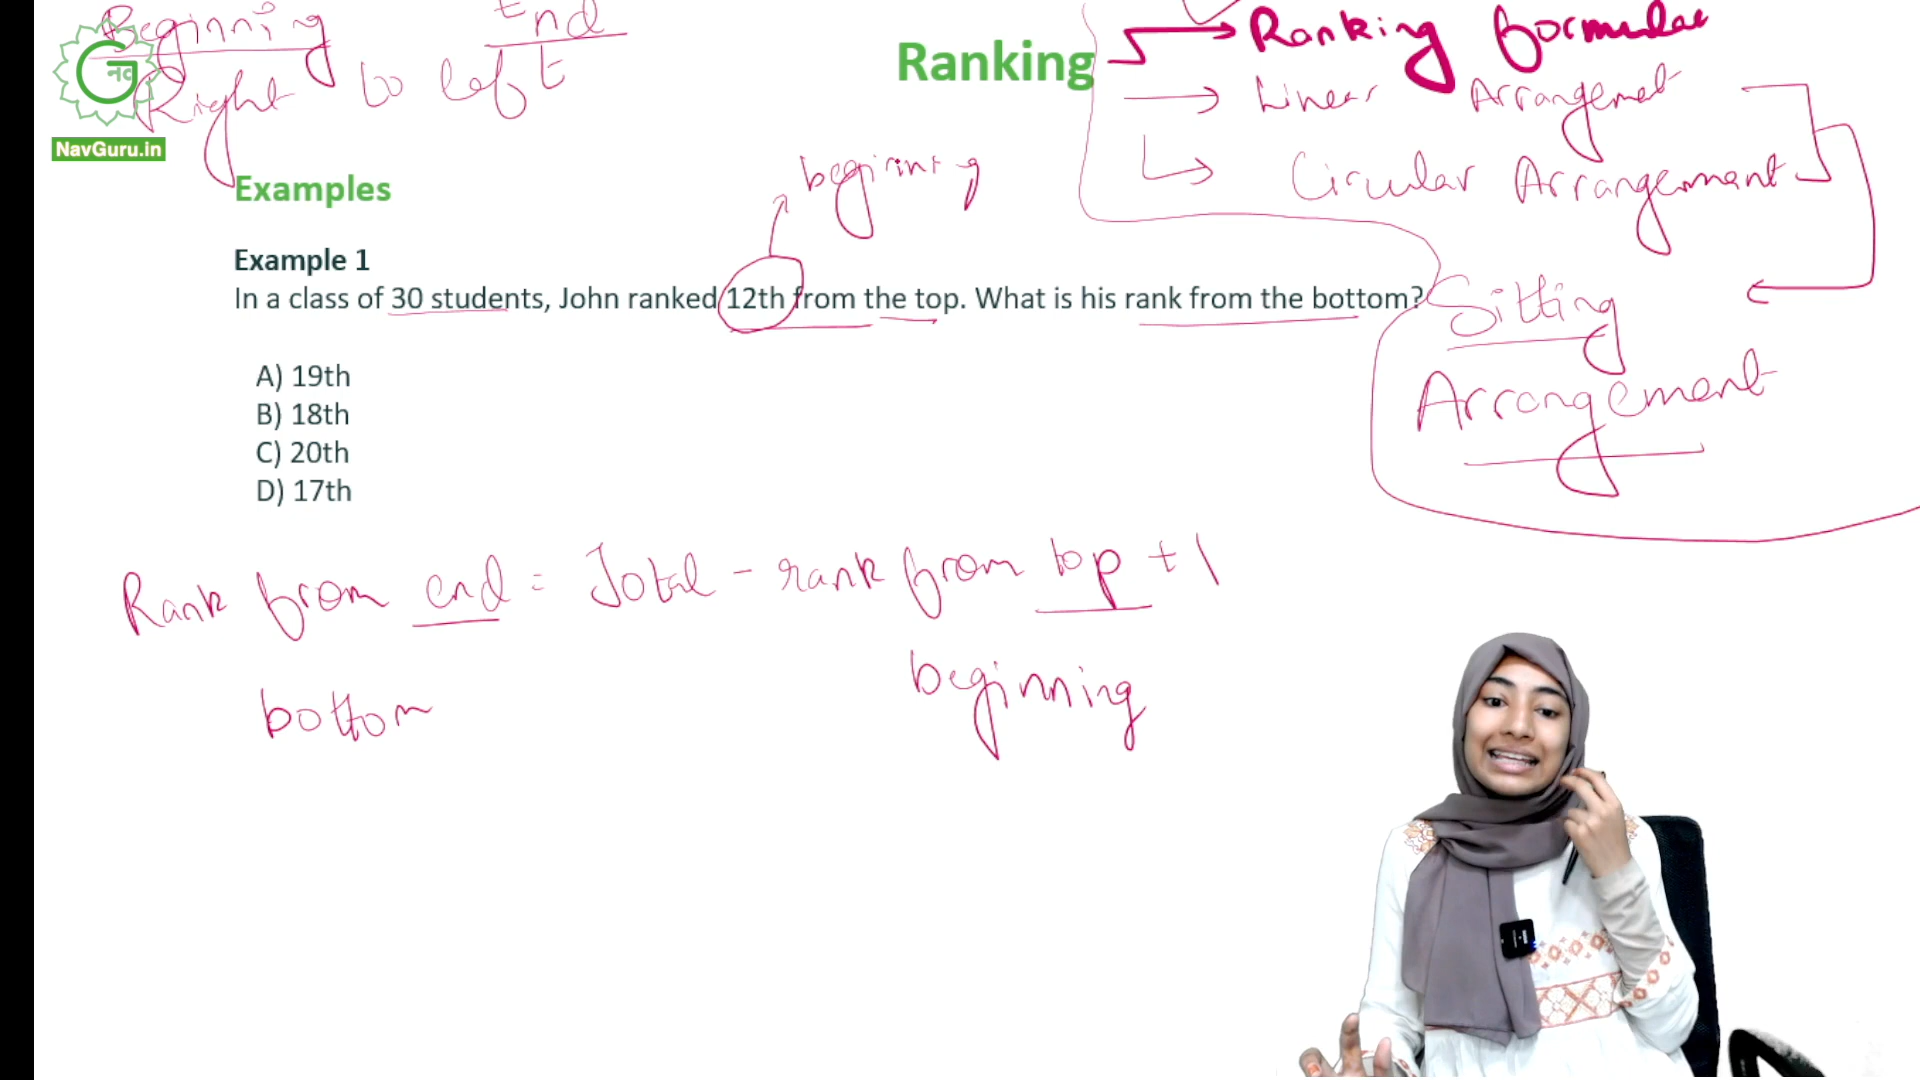 Beginning End
Right to left
नव
NavGuru.in
Ranking
Ranking formulae
Linear Arrangement
Circular Arrangement
Examples
beginning
Example 1
In a class of 30 students, John ranked 12th from the top. What is his rank from the bottom?
Sitting
Arrangement
A) 19th
B) 18th
C) 20th
D) 17th
Rank from end = Total - rank from top + 1
bottom
beginning